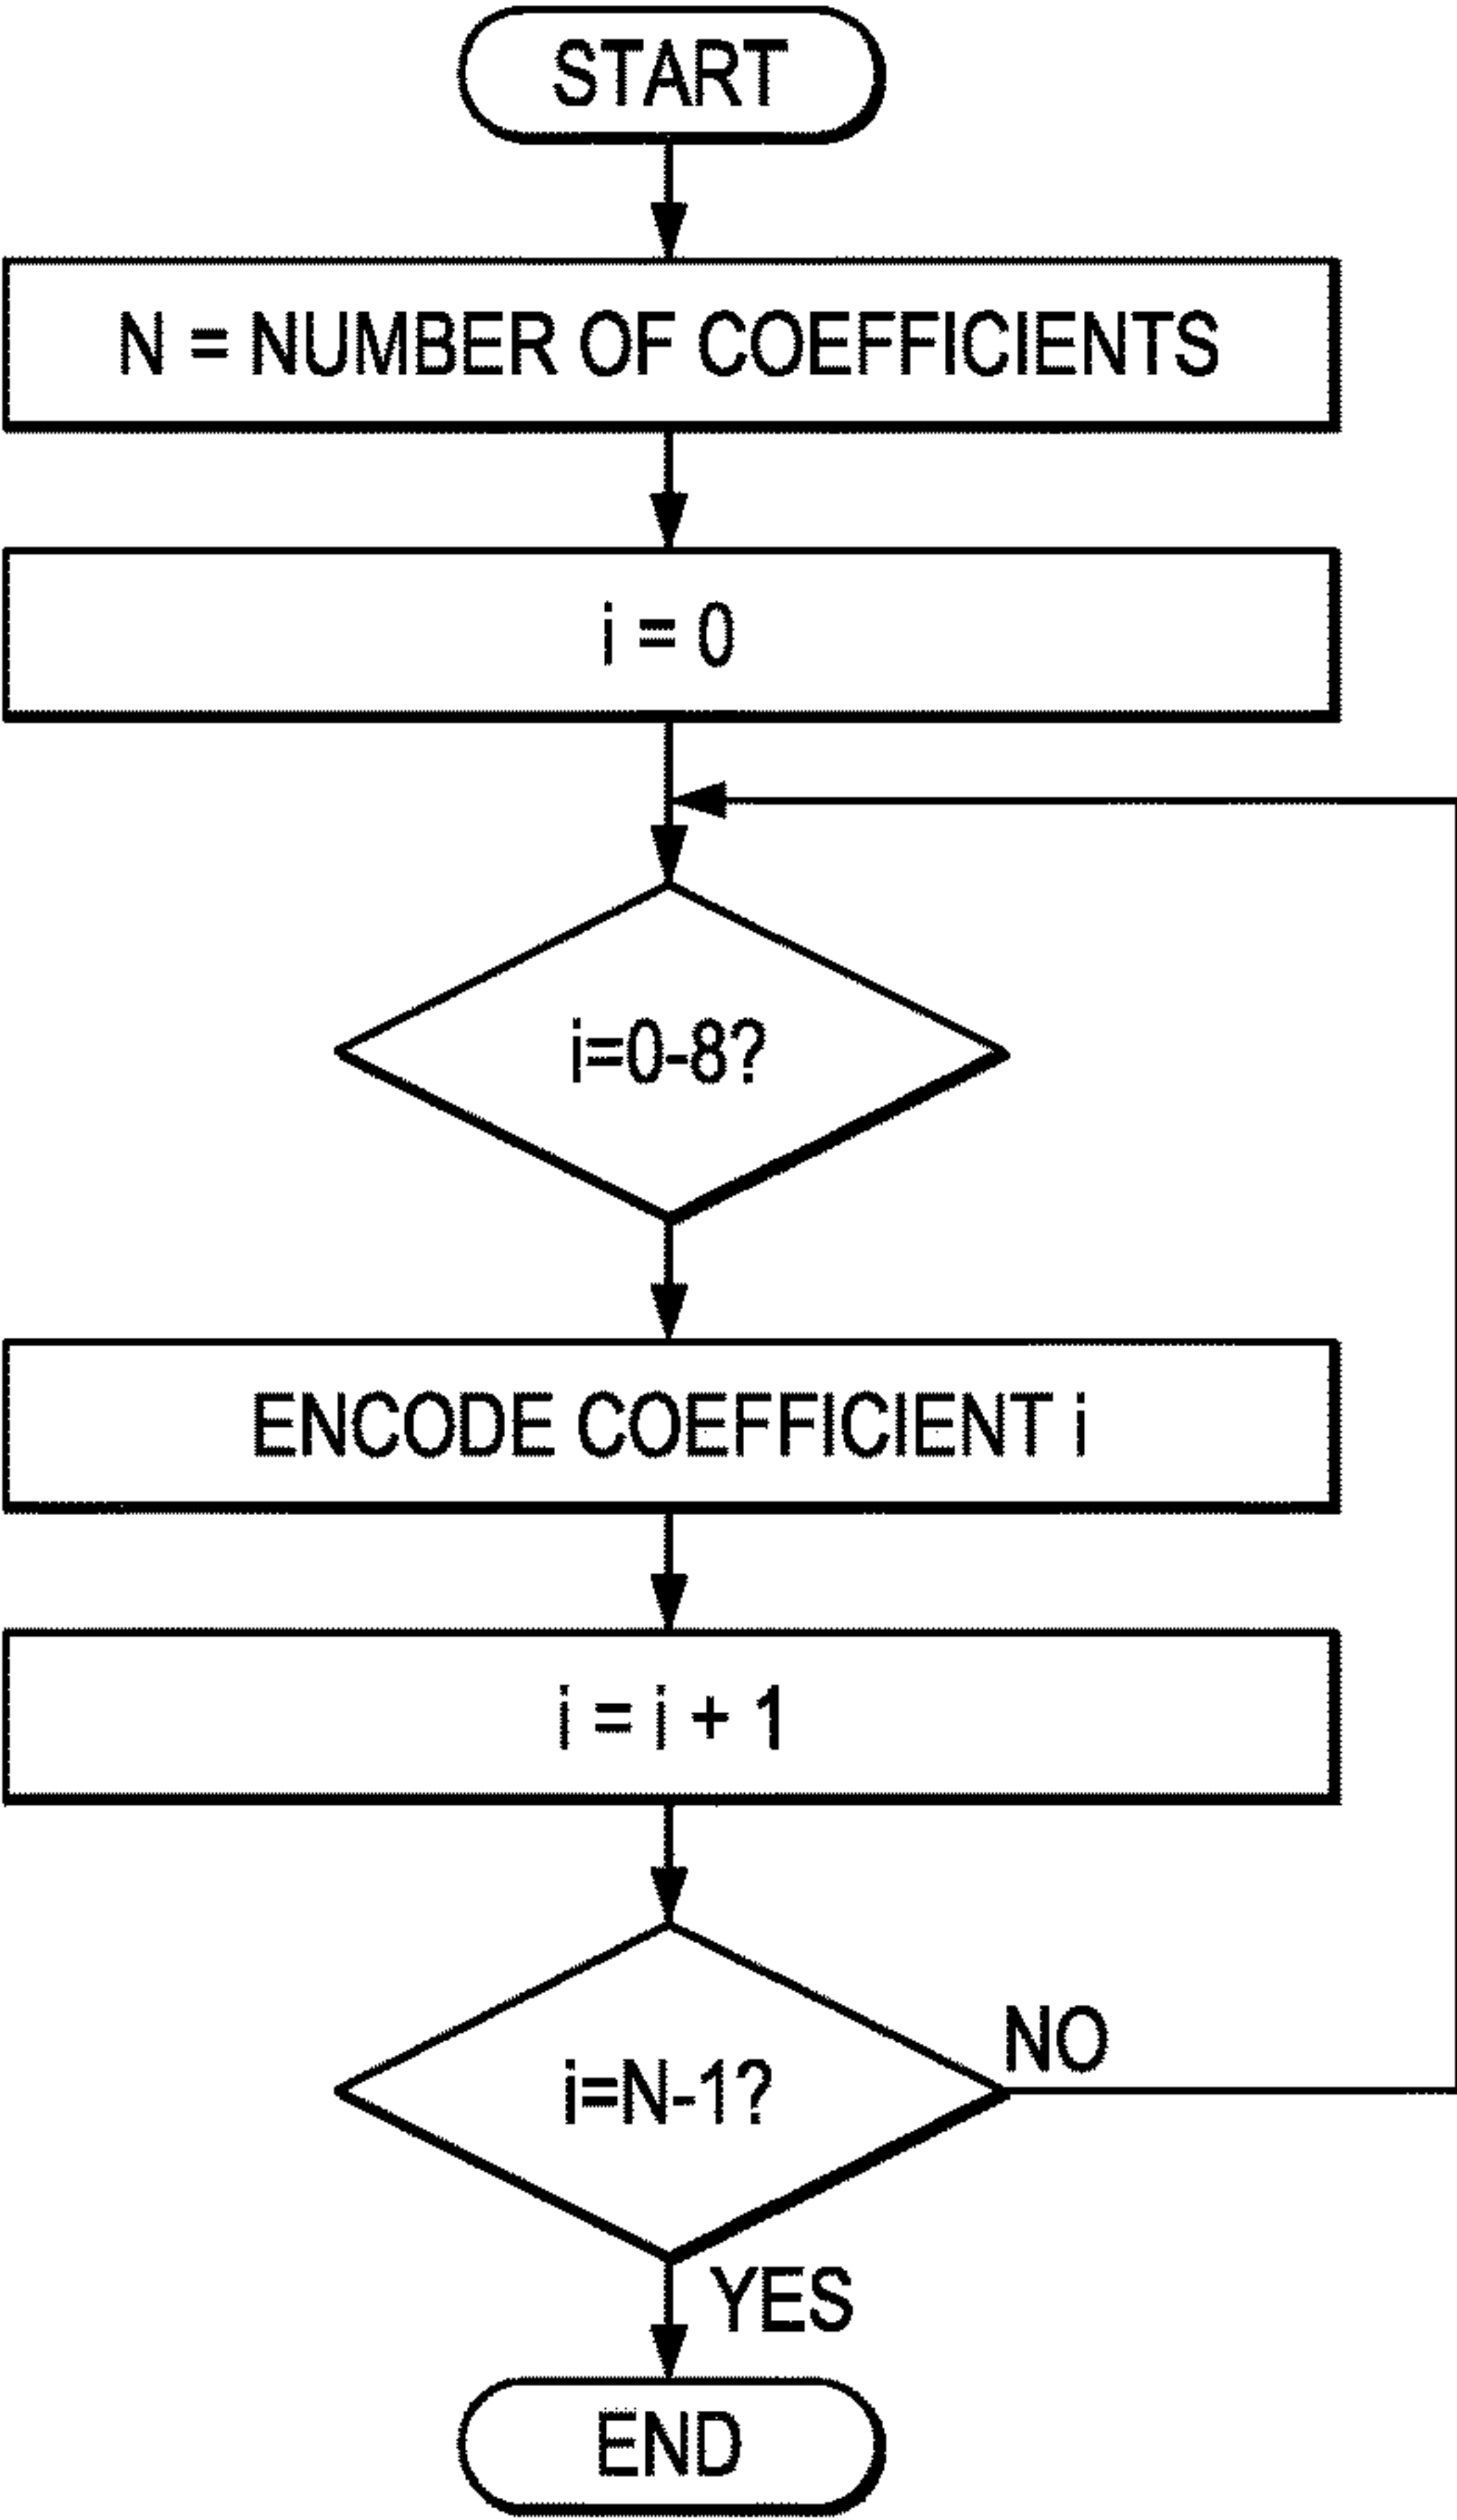 START
N = NUMBER OF COEFFICIENTS
i = 0
i=0-8?
ENCODE COEFFICIENT i
i = i + 1
i=N-1?
NO
YES
END